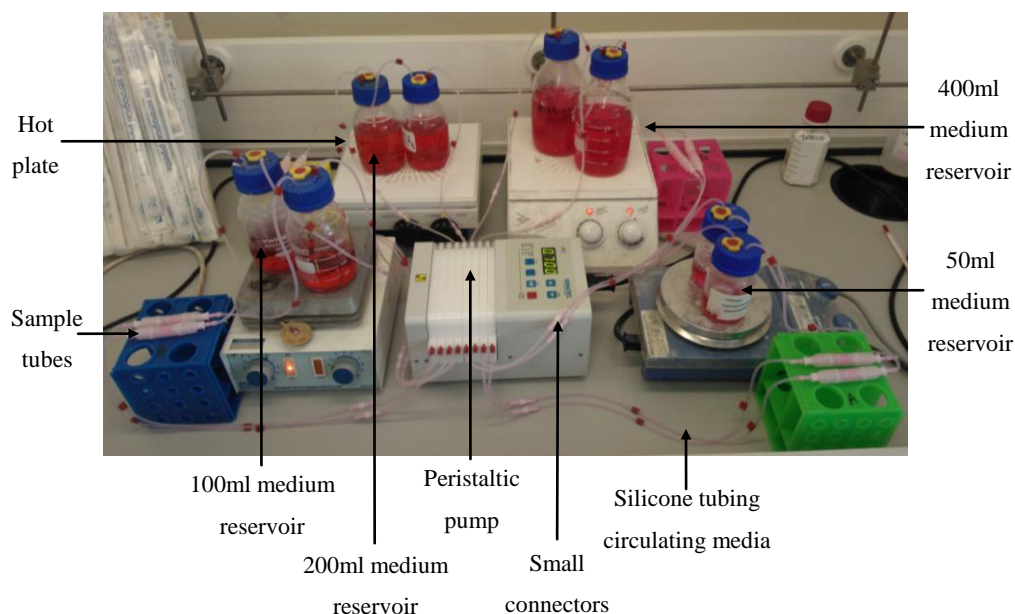 Hot
plate
400ml
medium
reservoir
50ml
medium
reservoir
Sample
tubes
100ml medium
reservoir
Peristaltic
pump
Silicone tubing
circulating media
200ml medium
reservoir
Small
connectors